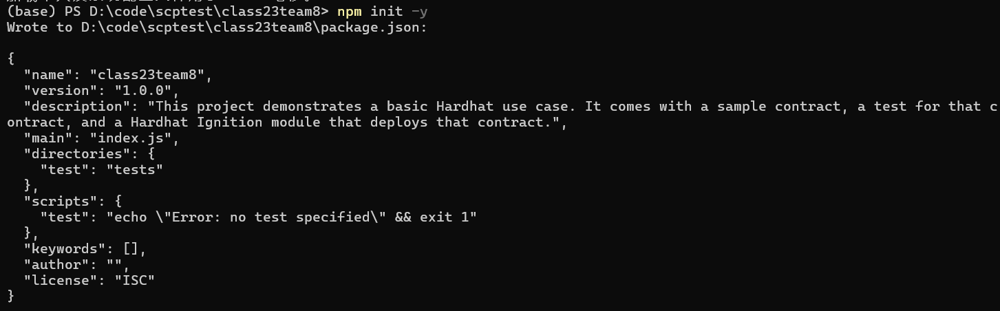 (base) PS D:\code\scptest\class23team8> npm init -y
Wrote to D:\code\scptest\class23team8\package.json:
{
  "name": "class23team8",
  "version": "1.0.0",
  "description": "This project demonstrates a basic Hardhat use case. It comes with a sample contract, a test for that c
ontract, and a Hardhat Ignition module that deploys that contract.",
  "main": "index.js",
  "directories": {
    "test": "tests"
  },
  "scripts": {
    "test": "echo \"Error: no test specified\" && exit 1"
  },
  "keywords": [],
  "author": "",
  "license": "ISC"
}